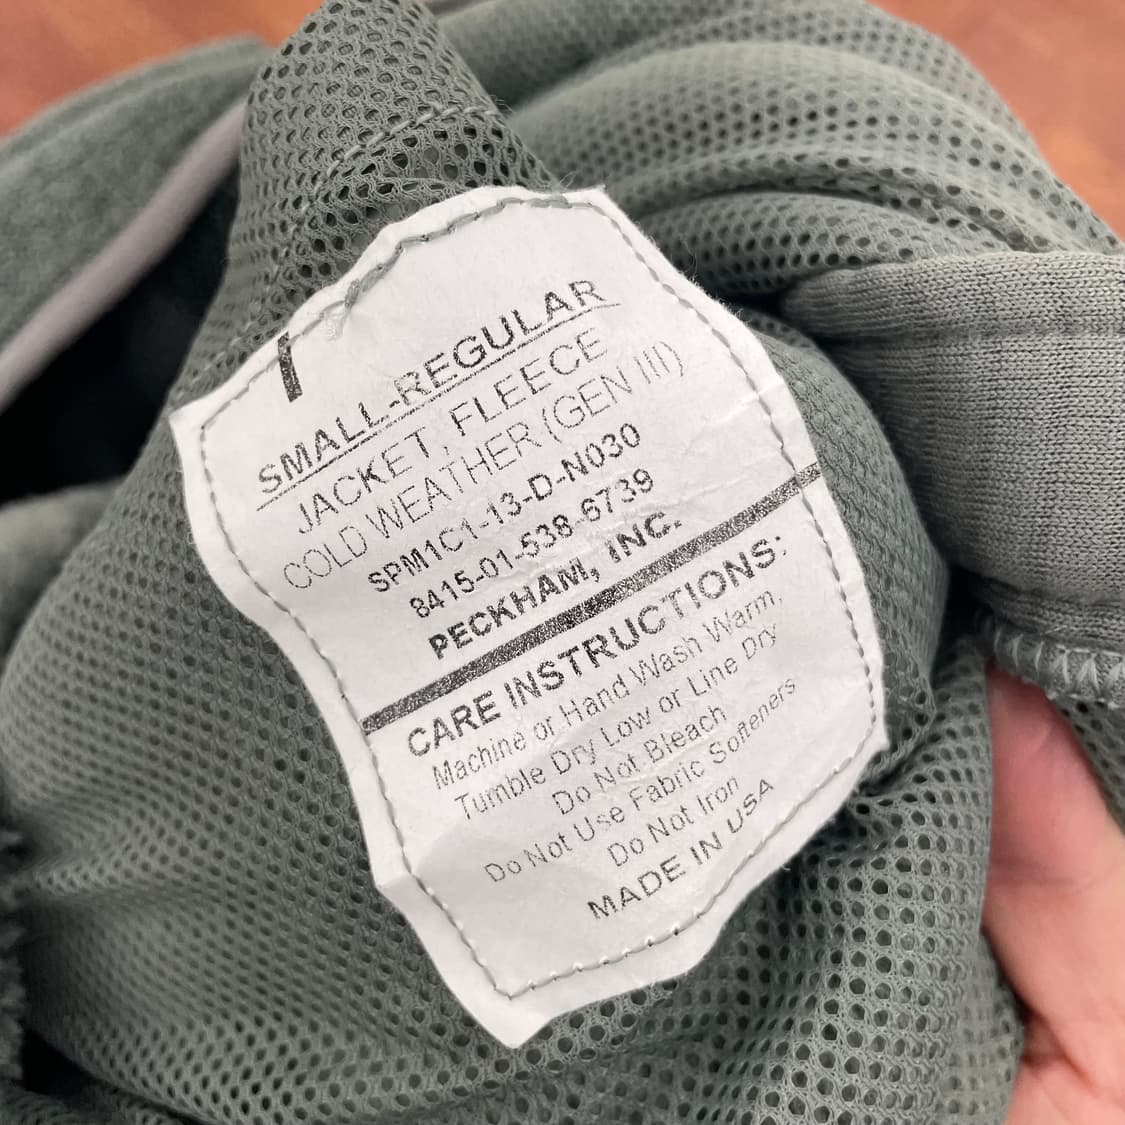 SMALL-REGULAR
JACKET, FLEECE
COLD WEATHER (GEN III)
SPM1C1-13-D-N030
8415-01-538-6739
PECKHAM, INC.
CARE INSTRUCTIONS:
Machine or Hand Wash Warm,
Tumble Dry Low or Line Dry
Do Not Bleach
Do Not Use Fabric Softeners
Do Not Iron
MADE IN USA